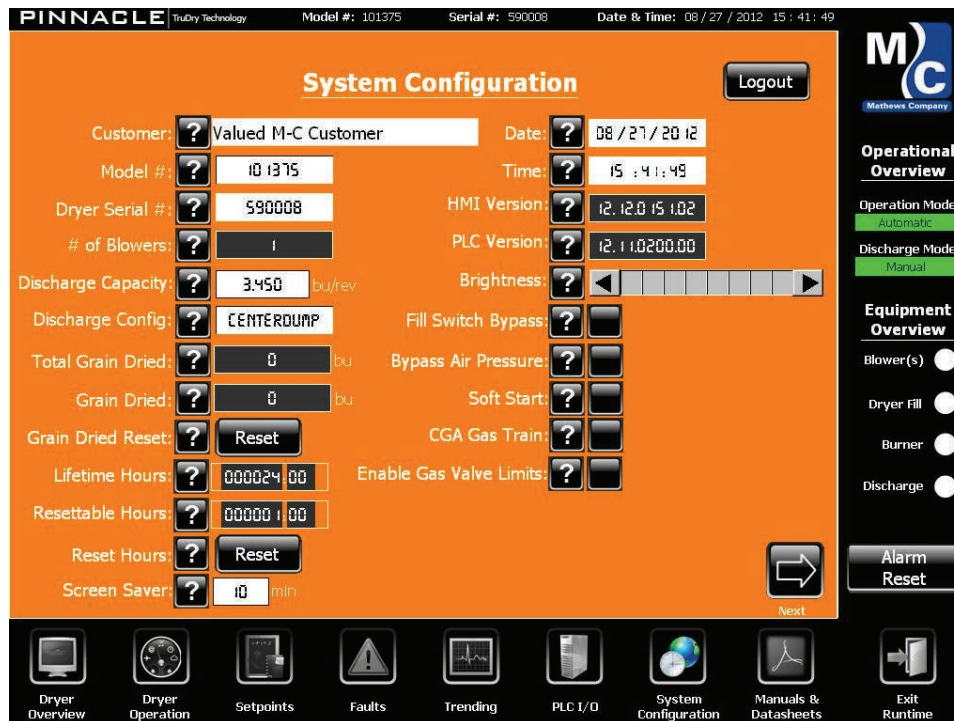 PINNACLE TruDry Technology Model #: 101375 Serial #: 590008 Date & Time: 08 / 27 / 2012 15 : 41 : 49
System Configuration
Logout
Customer: ? Valued M-C Customer
Model #: ? 101375
Dryer Serial #: ? 590008
# of Blowers: ? 1
Discharge Capacity: ? 3.450 bu/rev
Discharge Config: ? CENTERDUMP
Total Grain Dried: ? 0 bu
Grain Dried: ? 0 bu
Grain Dried Reset: ? Reset
Lifetime Hours: ? 000024:00
Resettable Hours: ? 000001:00
Reset Hours: ? Reset
Screen Saver: ? 10 min
Date: ? 08 / 27 / 2012
Time: ? 15 : 41 : 49
HMI Version: ? 12.12.0151.02
PLC Version: ? 12.11.0200.00
Brightness: ?
Fill Switch Bypass: ?
Bypass Air Pressure: ?
Soft Start: ?
CGA Gas Train: ?
Enable Gas Valve Limits: ?
Next
MC
Mathews Company
Operational
Overview
Operation Mode
Automatic
Discharge Mode
Manual
Equipment
Overview
Blower(s)
Dryer Fill
Burner
Discharge
Alarm
Reset
Dryer
Overview
Dryer
Operation
Setpoints
Faults
Trending
PLC I/O
System
Configuration
Manuals &
Datasheets
Exit
Runtime